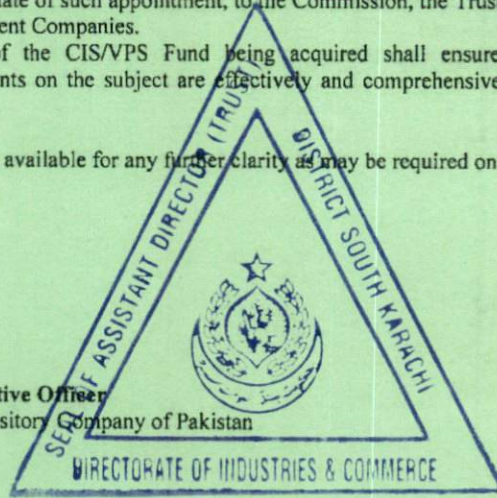 ate of such appointment, to the Commission, the Trus
ent Companies.
of the CIS/VPS Fund being acquired shall ensure
nts on the subject are effectively and comprehensive
available for any further clarity as may be required on
SEAL OF ASSISTANT DIRECTOR (TRUST)
DISTRICT SOUTH KARACHI
tive Officer
sitory Company of Pakistan
DIRECTORATE OF INDUSTRIES & COMMERCE